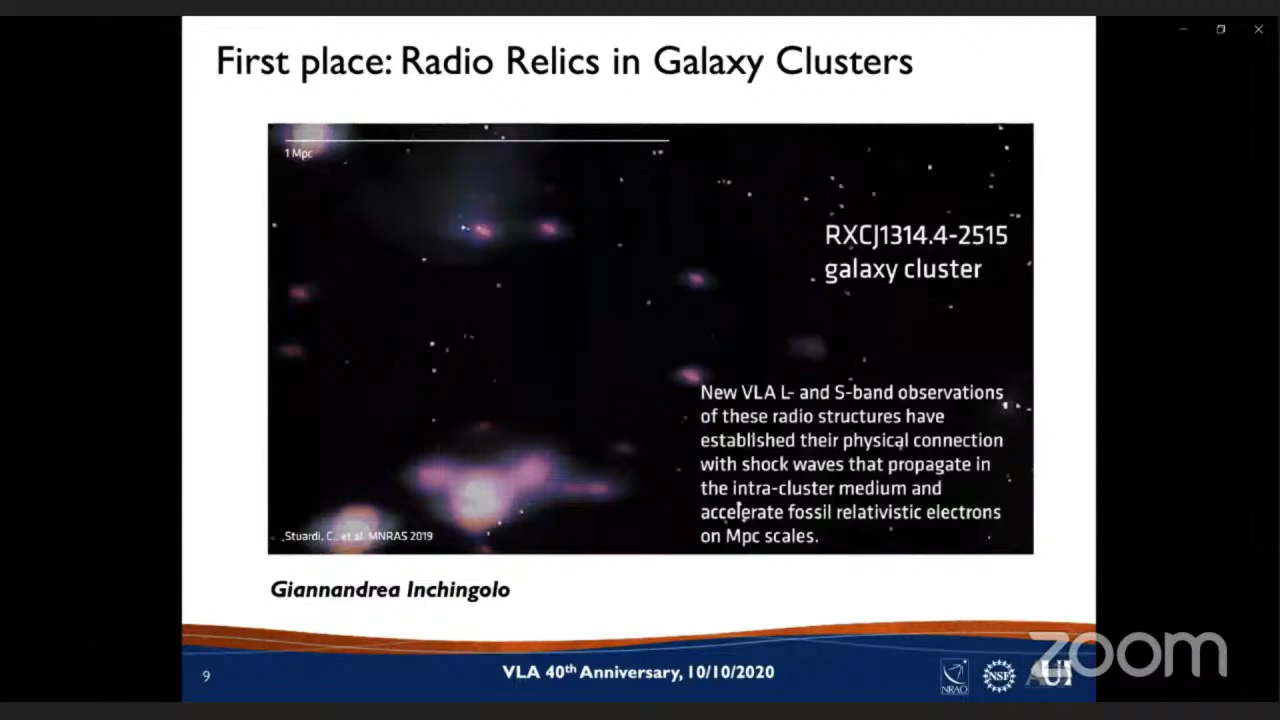 First place: Radio Relics in Galaxy Clusters
1 Mpc
RXCJ1314.4-2515
galaxy cluster
New VLA L- and S-band observations
of these radio structures have
established their physical connection
with shock waves that propagate in
the intra-cluster medium and
accelerate fossil relativistic electrons
on Mpc scales.
Stuardi, C., et al. MNRAS 2019
Giannandrea Inchingolo
9
VLA 40th Anniversary, 10/10/2020
NRAO
NSF
AUI
zoom